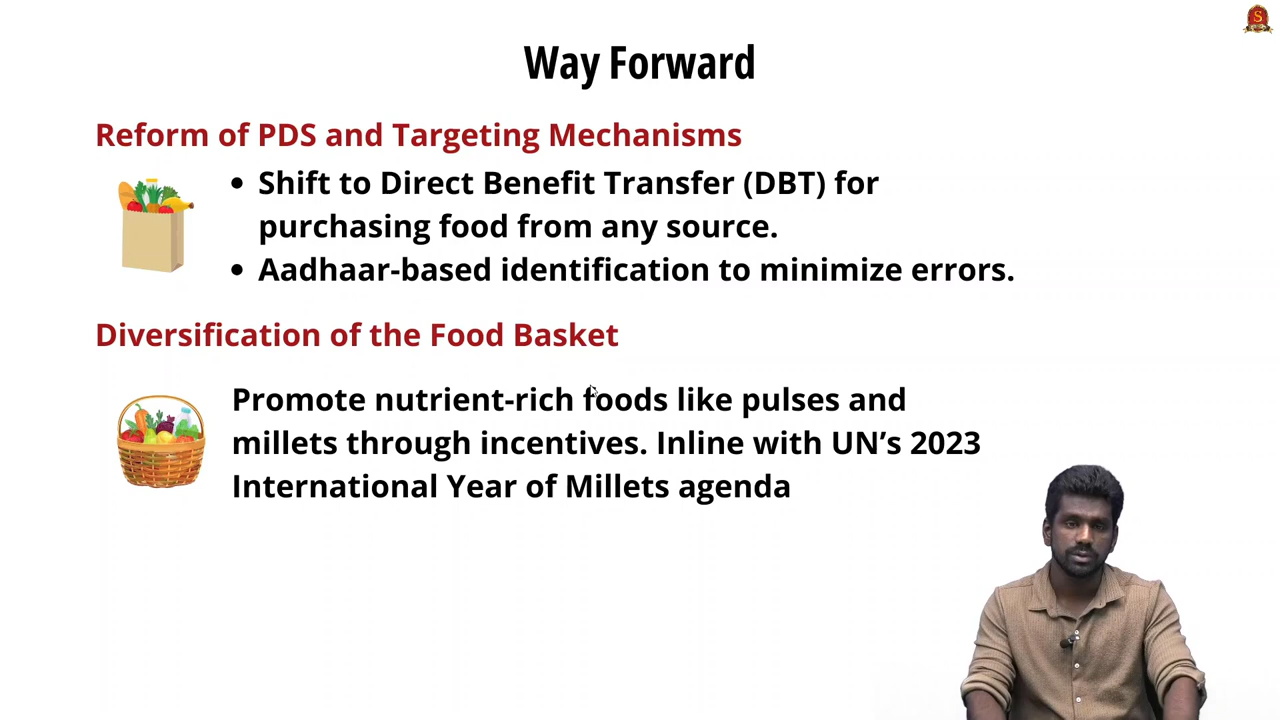 S
Way Forward
Reform of PDS and Targeting Mechanisms
• Shift to Direct Benefit Transfer (DBT) for
purchasing food from any source.
• Aadhaar-based identification to minimize errors.
Diversification of the Food Basket
Promote nutrient-rich foods like pulses and
millets through incentives. Inline with UN’s 2023
International Year of Millets agenda